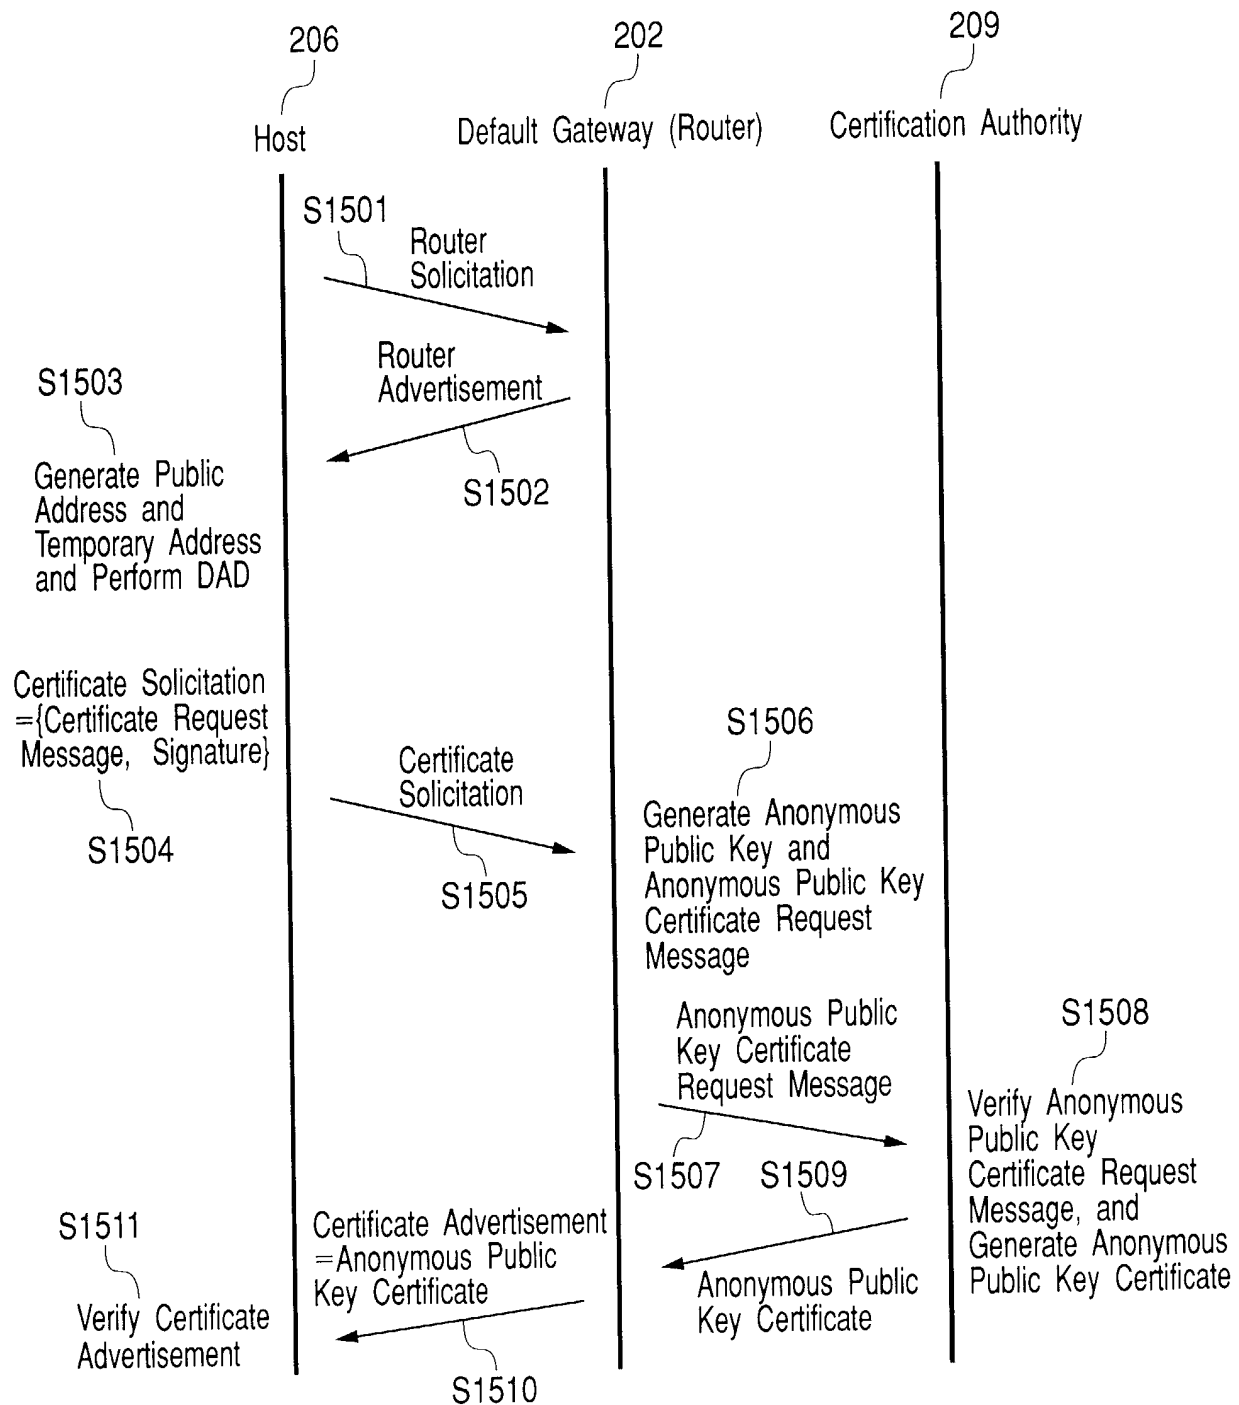 206
202
209
Host
Default Gateway (Router)
Certification Authority
S1501
Router
Solicitation
Router
Advertisement
S1502
S1503
Generate Public
Address and
Temporary Address
and Perform DAD
Certificate Solicitation
={Certificate Request
Message, Signature}
S1504
Certificate
Solicitation
S1505
S1506
Generate Anonymous
Public Key and
Anonymous Public Key
Certificate Request
Message
Anonymous Public
Key Certificate
Request Message
S1507
S1508
Verify Anonymous
Public Key
Certificate Request
Message, and
Generate Anonymous
Public Key Certificate
S1509
Anonymous Public
Key Certificate
Certificate Advertisement
=Anonymous Public
Key Certificate
S1510
S1511
Verify Certificate
Advertisement